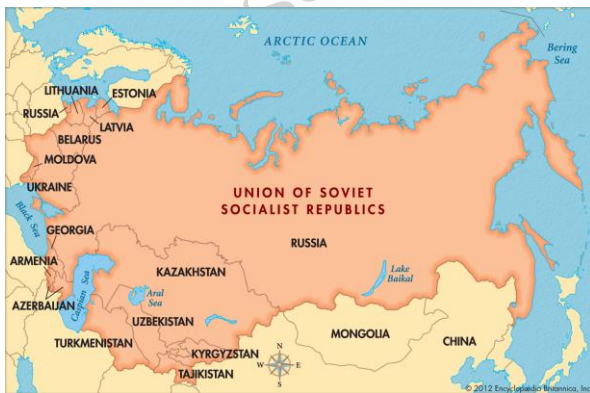 ARCTIC OCEAN
Bering
Sea
LITHUANIA
ESTONIA
RUSSIA
LATVIA
BELARUS
MOLDOVA
UKRAINE
UNION OF SOVIET
SOCIALIST REPUBLICS
Black Sea
GEORGIA
RUSSIA
ARMENIA
KAZAKHSTAN
Lake
Baikal
AZERBAIJAN
Caspian Sea
Aral
Sea
UZBEKISTAN
TURKMENISTAN
MONGOLIA
CHINA
KYRGYZSTAN
TAJIKISTAN
N
W
E
S
© 2012 Encyclopædia Britannica, Inc